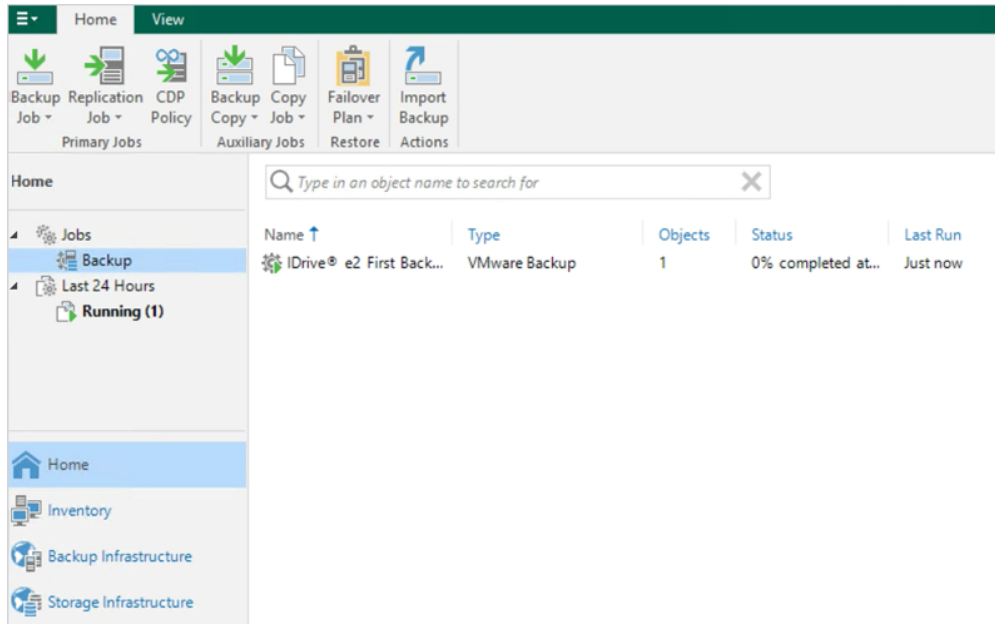 Home View
Backup Replication CDP Backup Copy Failover Import
Job Job Policy Copy Job Plan Backup
Primary Jobs Auxiliary Jobs Restore Actions
Home
Type in an object name to search for
Jobs
Backup
Last 24 Hours
Running (1)
Name Type Objects Status Last Run
IDrive® e2 First Back... VMware Backup 1 0% completed at... Just now
Home
Inventory
Backup Infrastructure
Storage Infrastructure